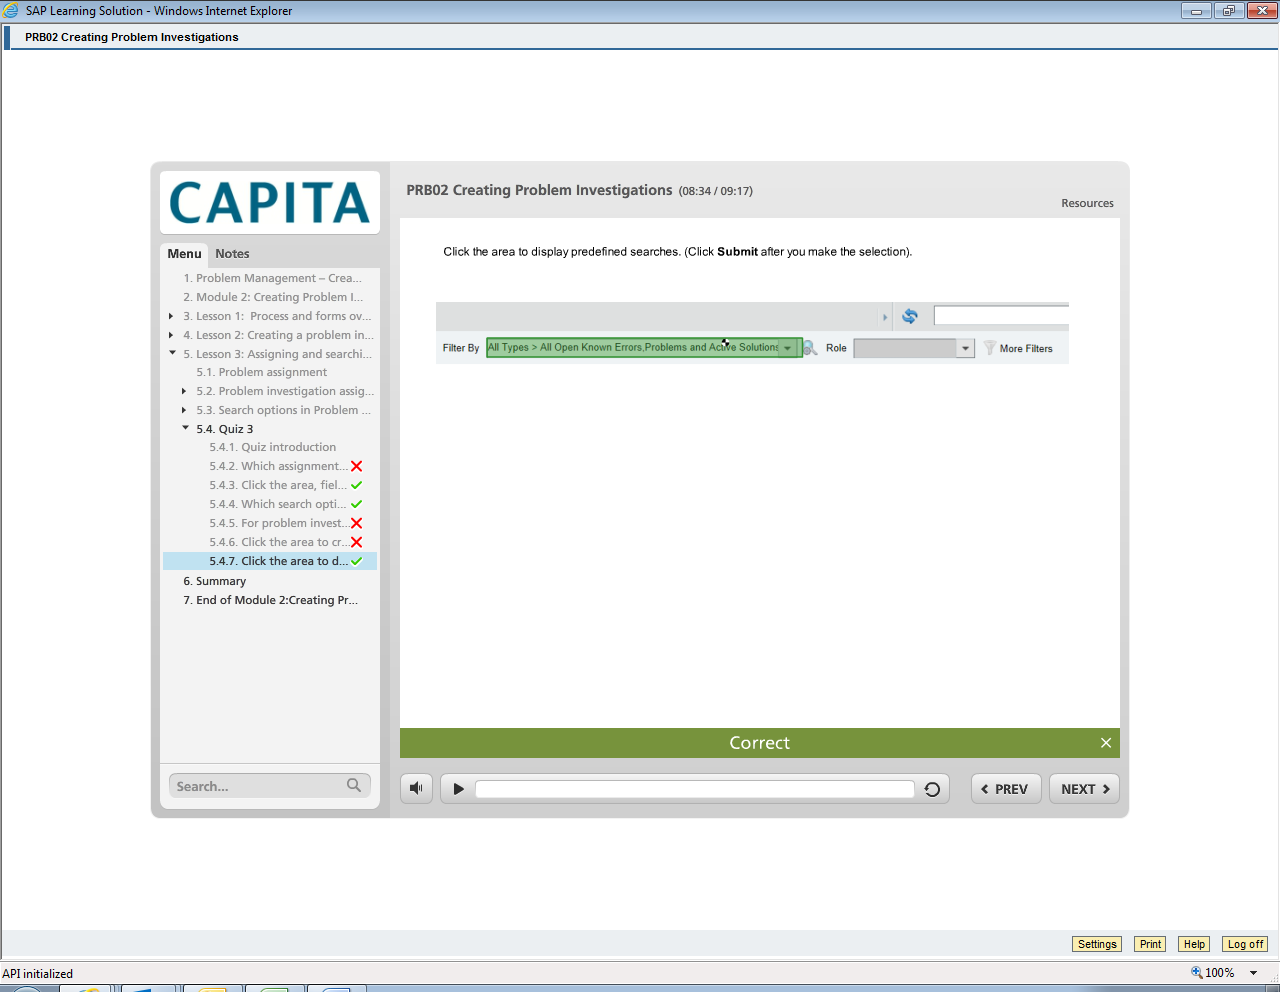 SAP Learning Solution - Windows Internet Explorer
PRB02 Creating Problem Investigations
CAPITA
PRB02 Creating Problem Investigations (08:34 / 09:17)
Resources
Menu
Notes
1. Problem Management – Crea...
2. Module 2: Creating Problem I...
3. Lesson 1: Process and forms ov...
4. Lesson 2: Creating a problem in...
5. Lesson 3: Assigning and searchi...
5.1. Problem assignment
5.2. Problem investigation assig...
5.3. Search options in Problem ...
5.4. Quiz 3
5.4.1. Quiz introduction
5.4.2. Which assignment...
5.4.3. Click the area, fiel...
5.4.4. Which search opti...
5.4.5. For problem invest...
5.4.6. Click the area to cr...
5.4.7. Click the area to d...
6. Summary
7. End of Module 2:Creating Pr...
Search...
Click the area to display predefined searches. (Click Submit after you make the selection).
Filter By
All Types > All Open Known Errors,Problems and Active Solutions
Role
More Filters
Correct
PREV
NEXT
Settings
Print
Help
Log off
API initialized
100%